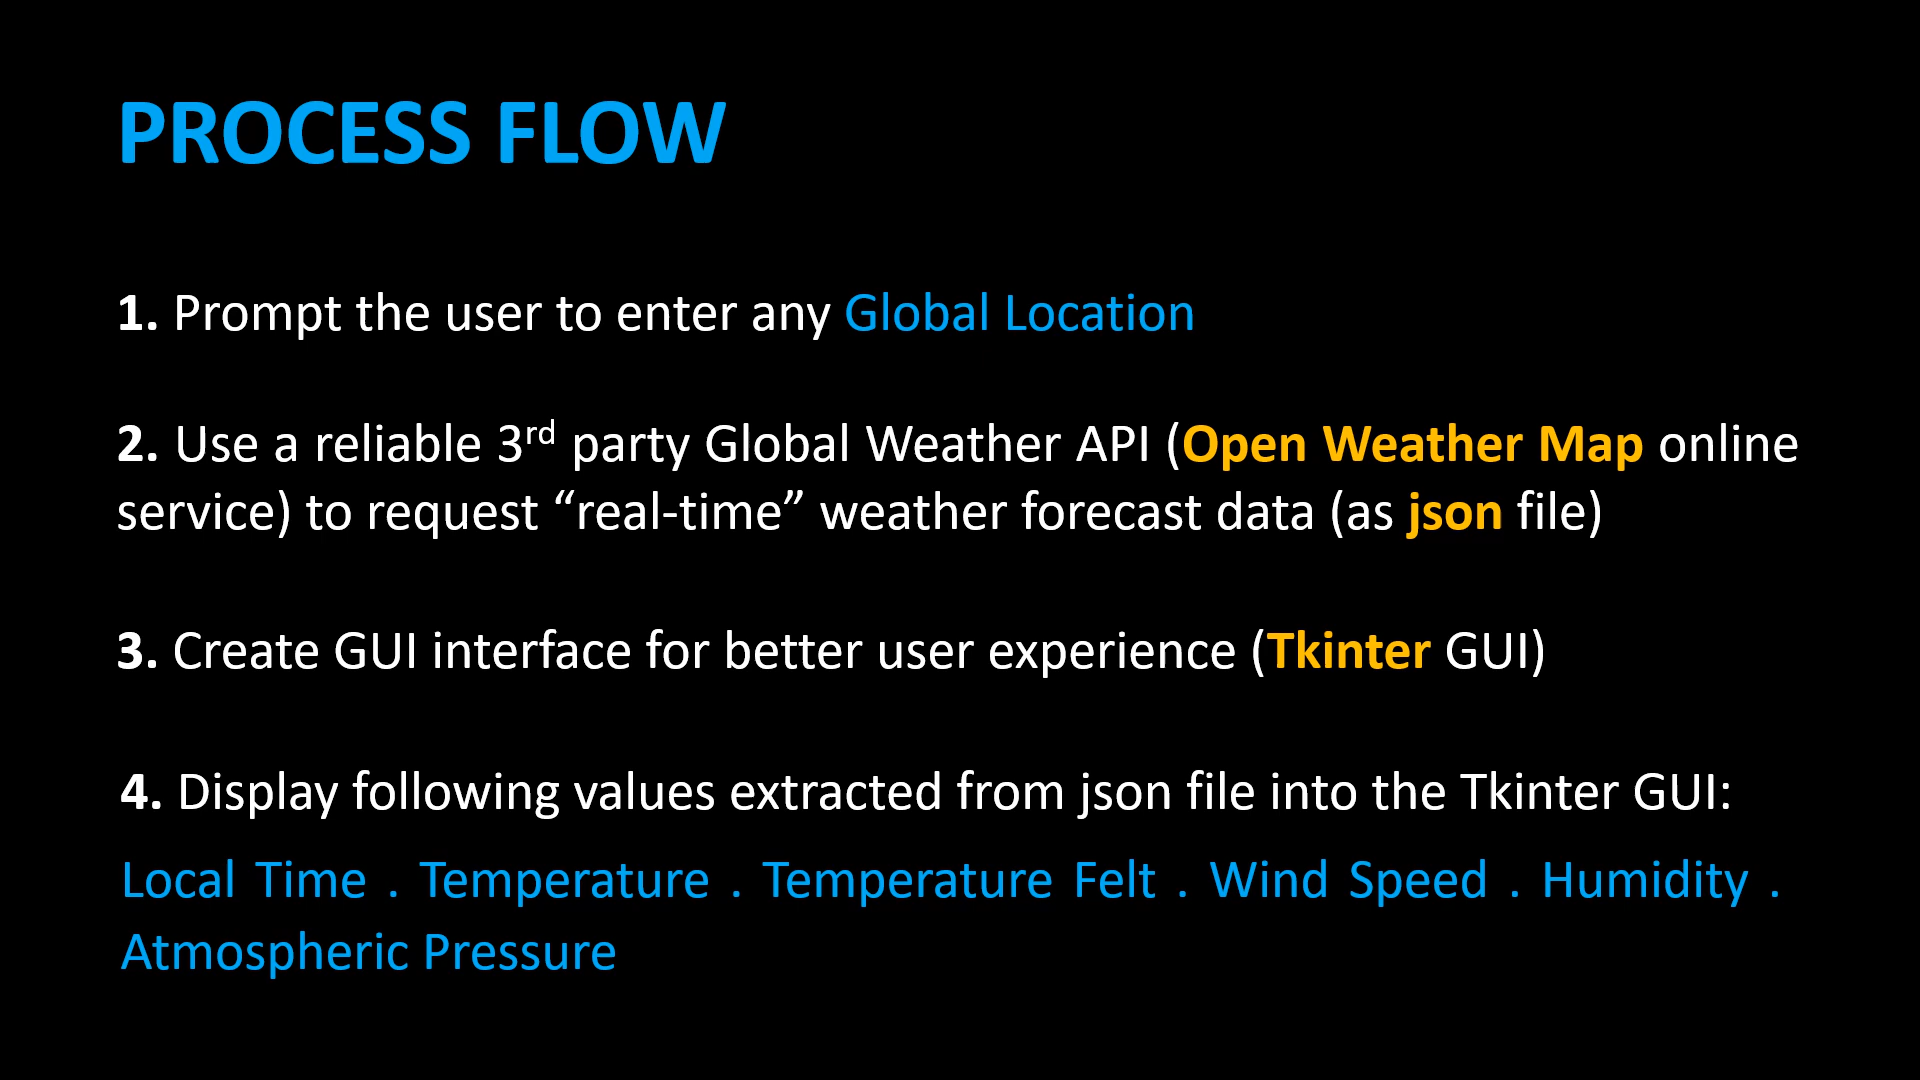 PROCESS FLOW
1. Prompt the user to enter any Global Location
2. Use a reliable 3rd party Global Weather API (Open Weather Map online
service) to request “real-time” weather forecast data (as json file)
3. Create GUI interface for better user experience (Tkinter GUI)
4. Display following values extracted from json file into the Tkinter GUI:
Local Time . Temperature . Temperature Felt . Wind Speed . Humidity .
Atmospheric Pressure